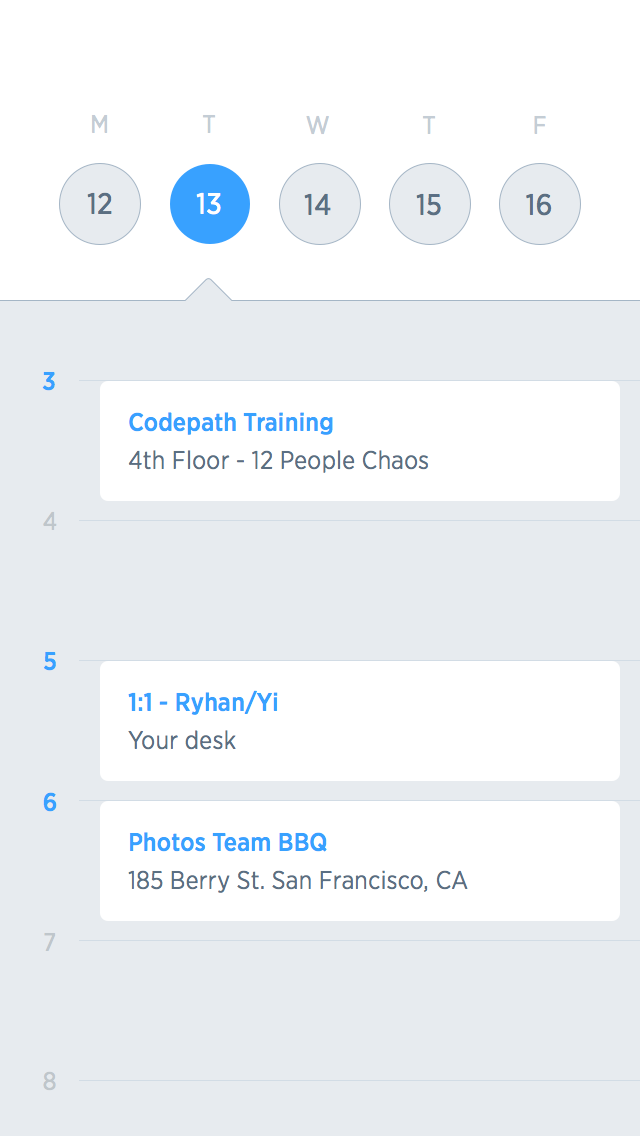 M T W T F
12 13 14 15 16
3
Codepath Training
4th Floor - 12 People Chaos
4
5
1:1 - Ryhan/Yi
Your desk
6
Photos Team BBQ
185 Berry St. San Francisco, CA
7
8